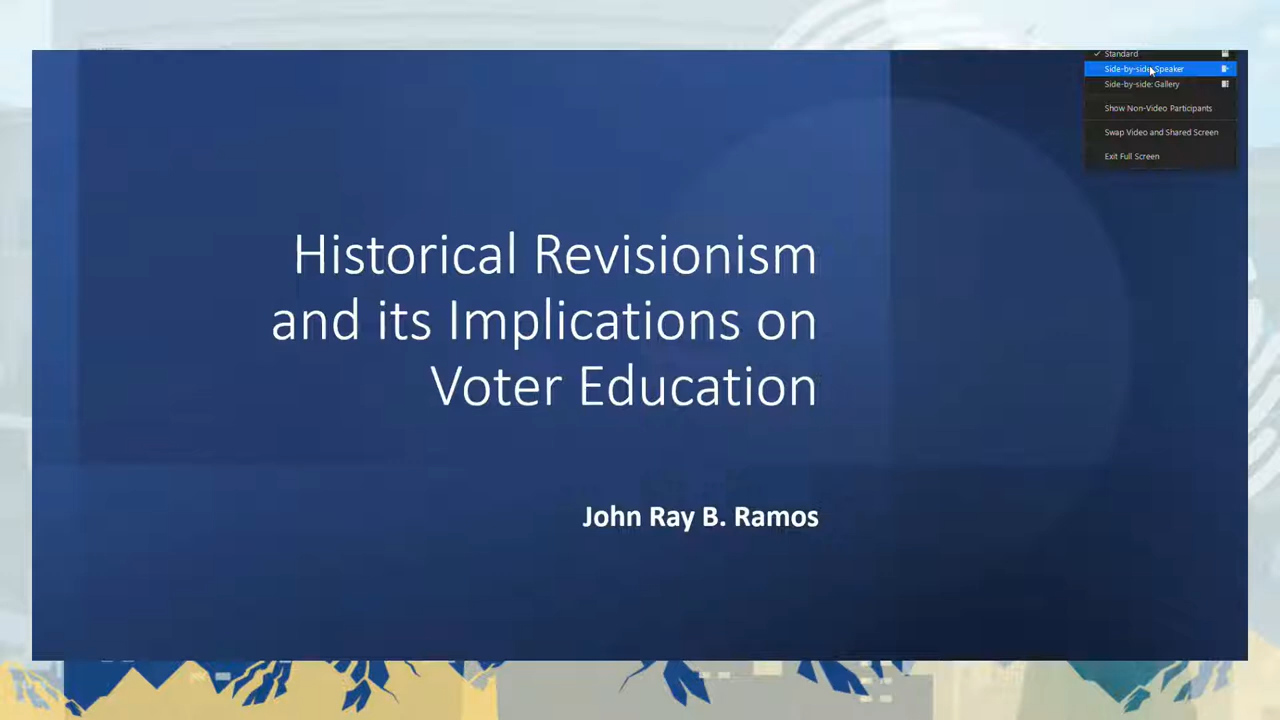 Standard
Side-by-side: Speaker
Side-by-side: Gallery
Show Non-Video Participants
Swap Video and Shared Screen
Exit Full Screen
Historical Revisionism
and its Implications on
Voter Education
John Ray B. Ramos